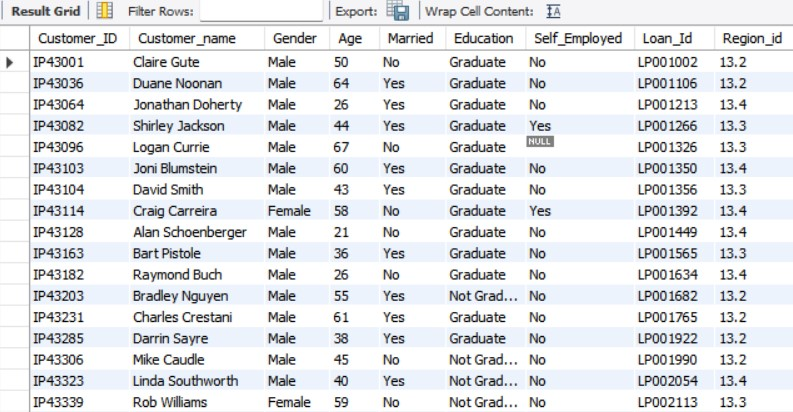 Result Grid Filter Rows: Export: Wrap Cell Content:
Customer_ID Customer_name Gender Age Married Education Self_Employed Loan_Id Region_id
IP43001 Claire Gute Male 50 No Graduate No LP001002 13.2
IP43036 Duane Noonan Male 64 Yes Graduate No LP001106 13.2
IP43064 Jonathan Doherty Male 26 Yes Graduate No LP001213 13.4
IP43082 Shirley Jackson Male 44 Yes Graduate Yes LP001266 13.3
IP43096 Logan Currie Male 67 No Graduate NULL LP001326 13.3
IP43103 Joni Blumstein Male 60 Yes Graduate No LP001350 13.4
IP43104 David Smith Male 43 Yes Graduate No LP001356 13.3
IP43114 Craig Carreira Female 58 No Graduate Yes LP001392 13.4
IP43128 Alan Schoenberger Male 21 No Graduate No LP001449 13.4
IP43163 Bart Pistole Male 36 Yes Graduate No LP001565 13.3
IP43182 Raymond Buch Male 26 No Graduate No LP001634 13.4
IP43203 Bradley Nguyen Male 55 Yes Not Grad... No LP001682 13.2
IP43231 Charles Crestani Male 61 Yes Graduate No LP001765 13.2
IP43285 Darrin Sayre Male 38 Yes Graduate No LP001922 13.2
IP43306 Mike Caudle Male 45 No Not Grad... No LP001990 13.2
IP43323 Linda Southworth Male 40 Yes Not Grad... No LP002054 13.4
IP43339 Rob Williams Female 59 No Not Grad... No LP002113 13.3